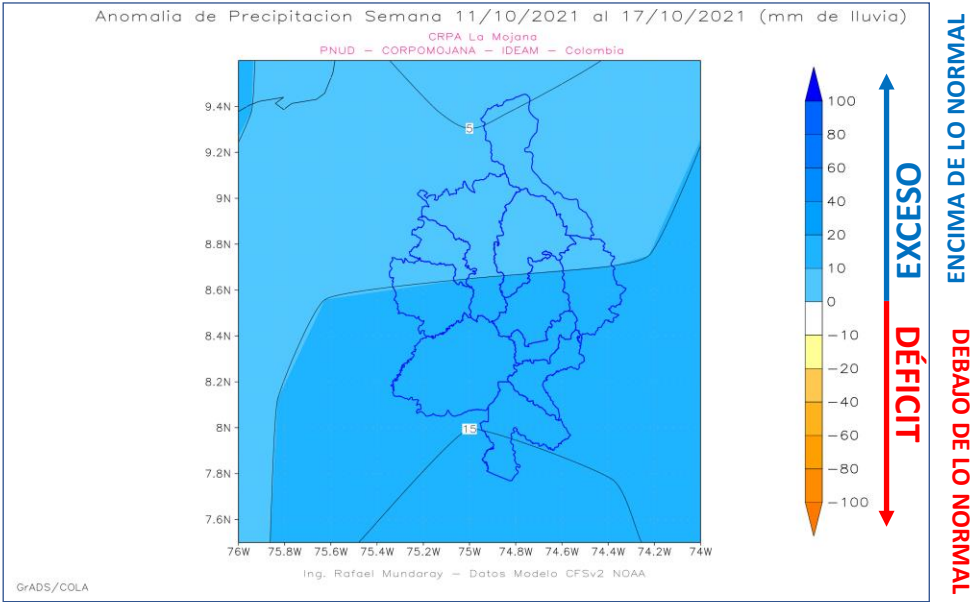 Anomalia de Precipitacion Semana 11/10/2021 al 17/10/2021 (mm de lluvia)
CRPA La Mojana
PNUD – CORPOMOJANA – IDEAM – Colombia
9.4N
9.2N
9N
8.8N
8.6N
8.4N
8.2N
8N
7.8N
7.6N
5
15
76W 75.8W 75.6W 75.4W 75.2W 75W 74.8W 74.6W 74.4W 74.2W 74W
100
80
60
40
20
10
0
−10
−20
−40
−60
−80
−100
EXCESO
DÉFICIT
ENCIMA DE LO NORMAL
DEBAJO DE LO NORMAL
Ing. Rafael Mundaray – Datos Modelo CFSv2 NOAA
GrADS/COLA